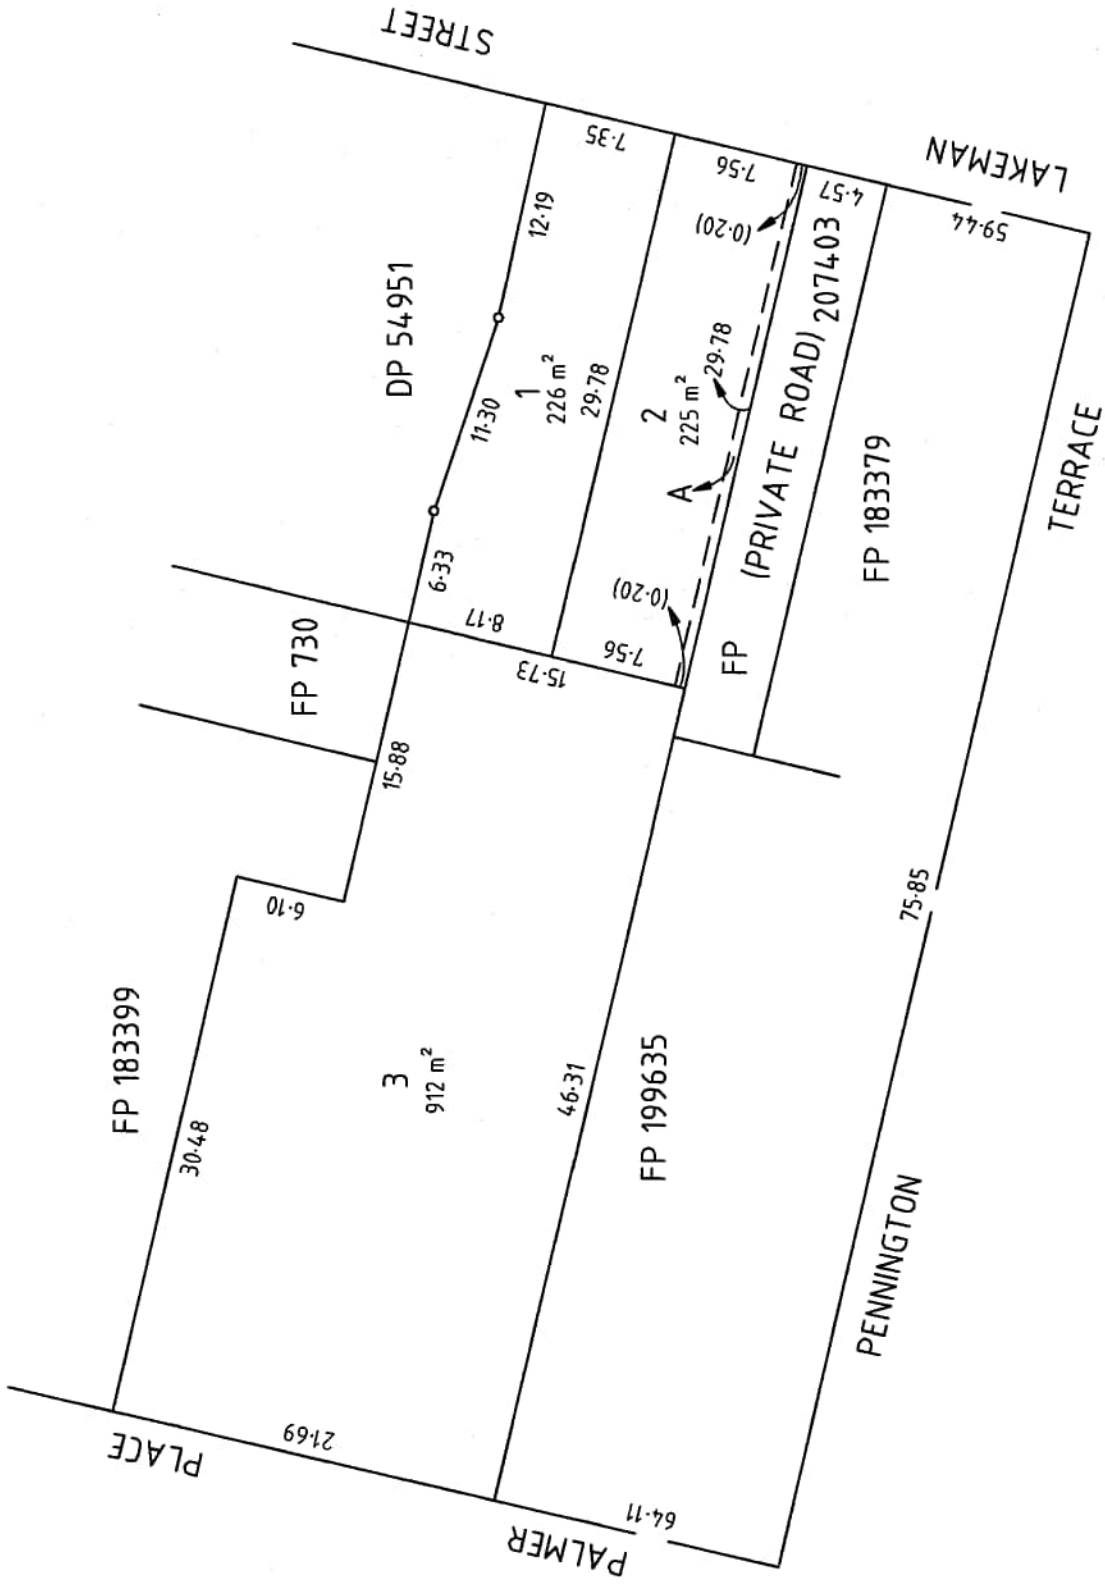 STREET
LAKEMAN
7·35
7·56
4·57
59·44
12·19
(0·20)
DP 54951
11·30
1
226 m²
29·78
2
225 m²
29·78
A
(PRIVATE ROAD)
FP 207403
FP 183379
TERRACE
6·33
8·17
15·73
7·56
(0·20)
FP 730
15·88
6·10
FP 183399
30·48
3
912 m²
46·31
FP 199635
75·85
PENNINGTON
21·69
PLACE
PALMER
64·11